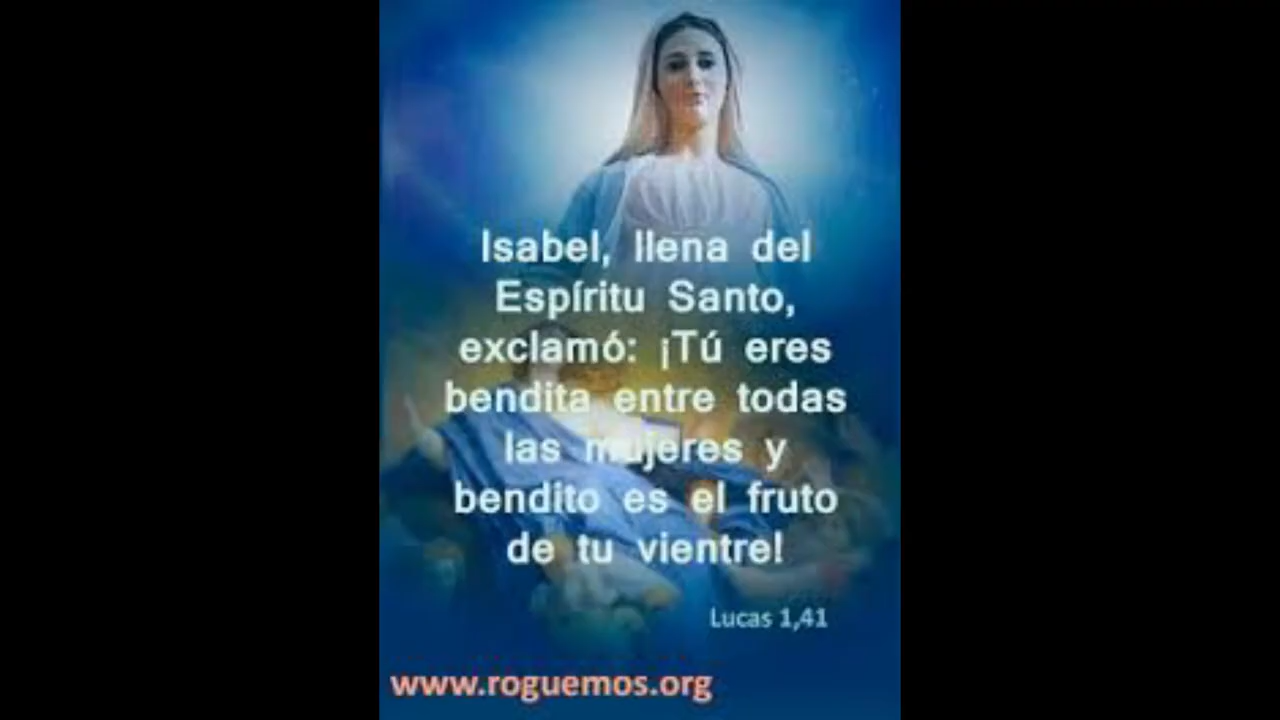 Isabel, llena del
Espíritu Santo,
exclamó: ¡Tú eres
bendita entre todas
las mujeres y
bendito es el fruto
de tu vientre!
Lucas 1,41
www.roguemos.org